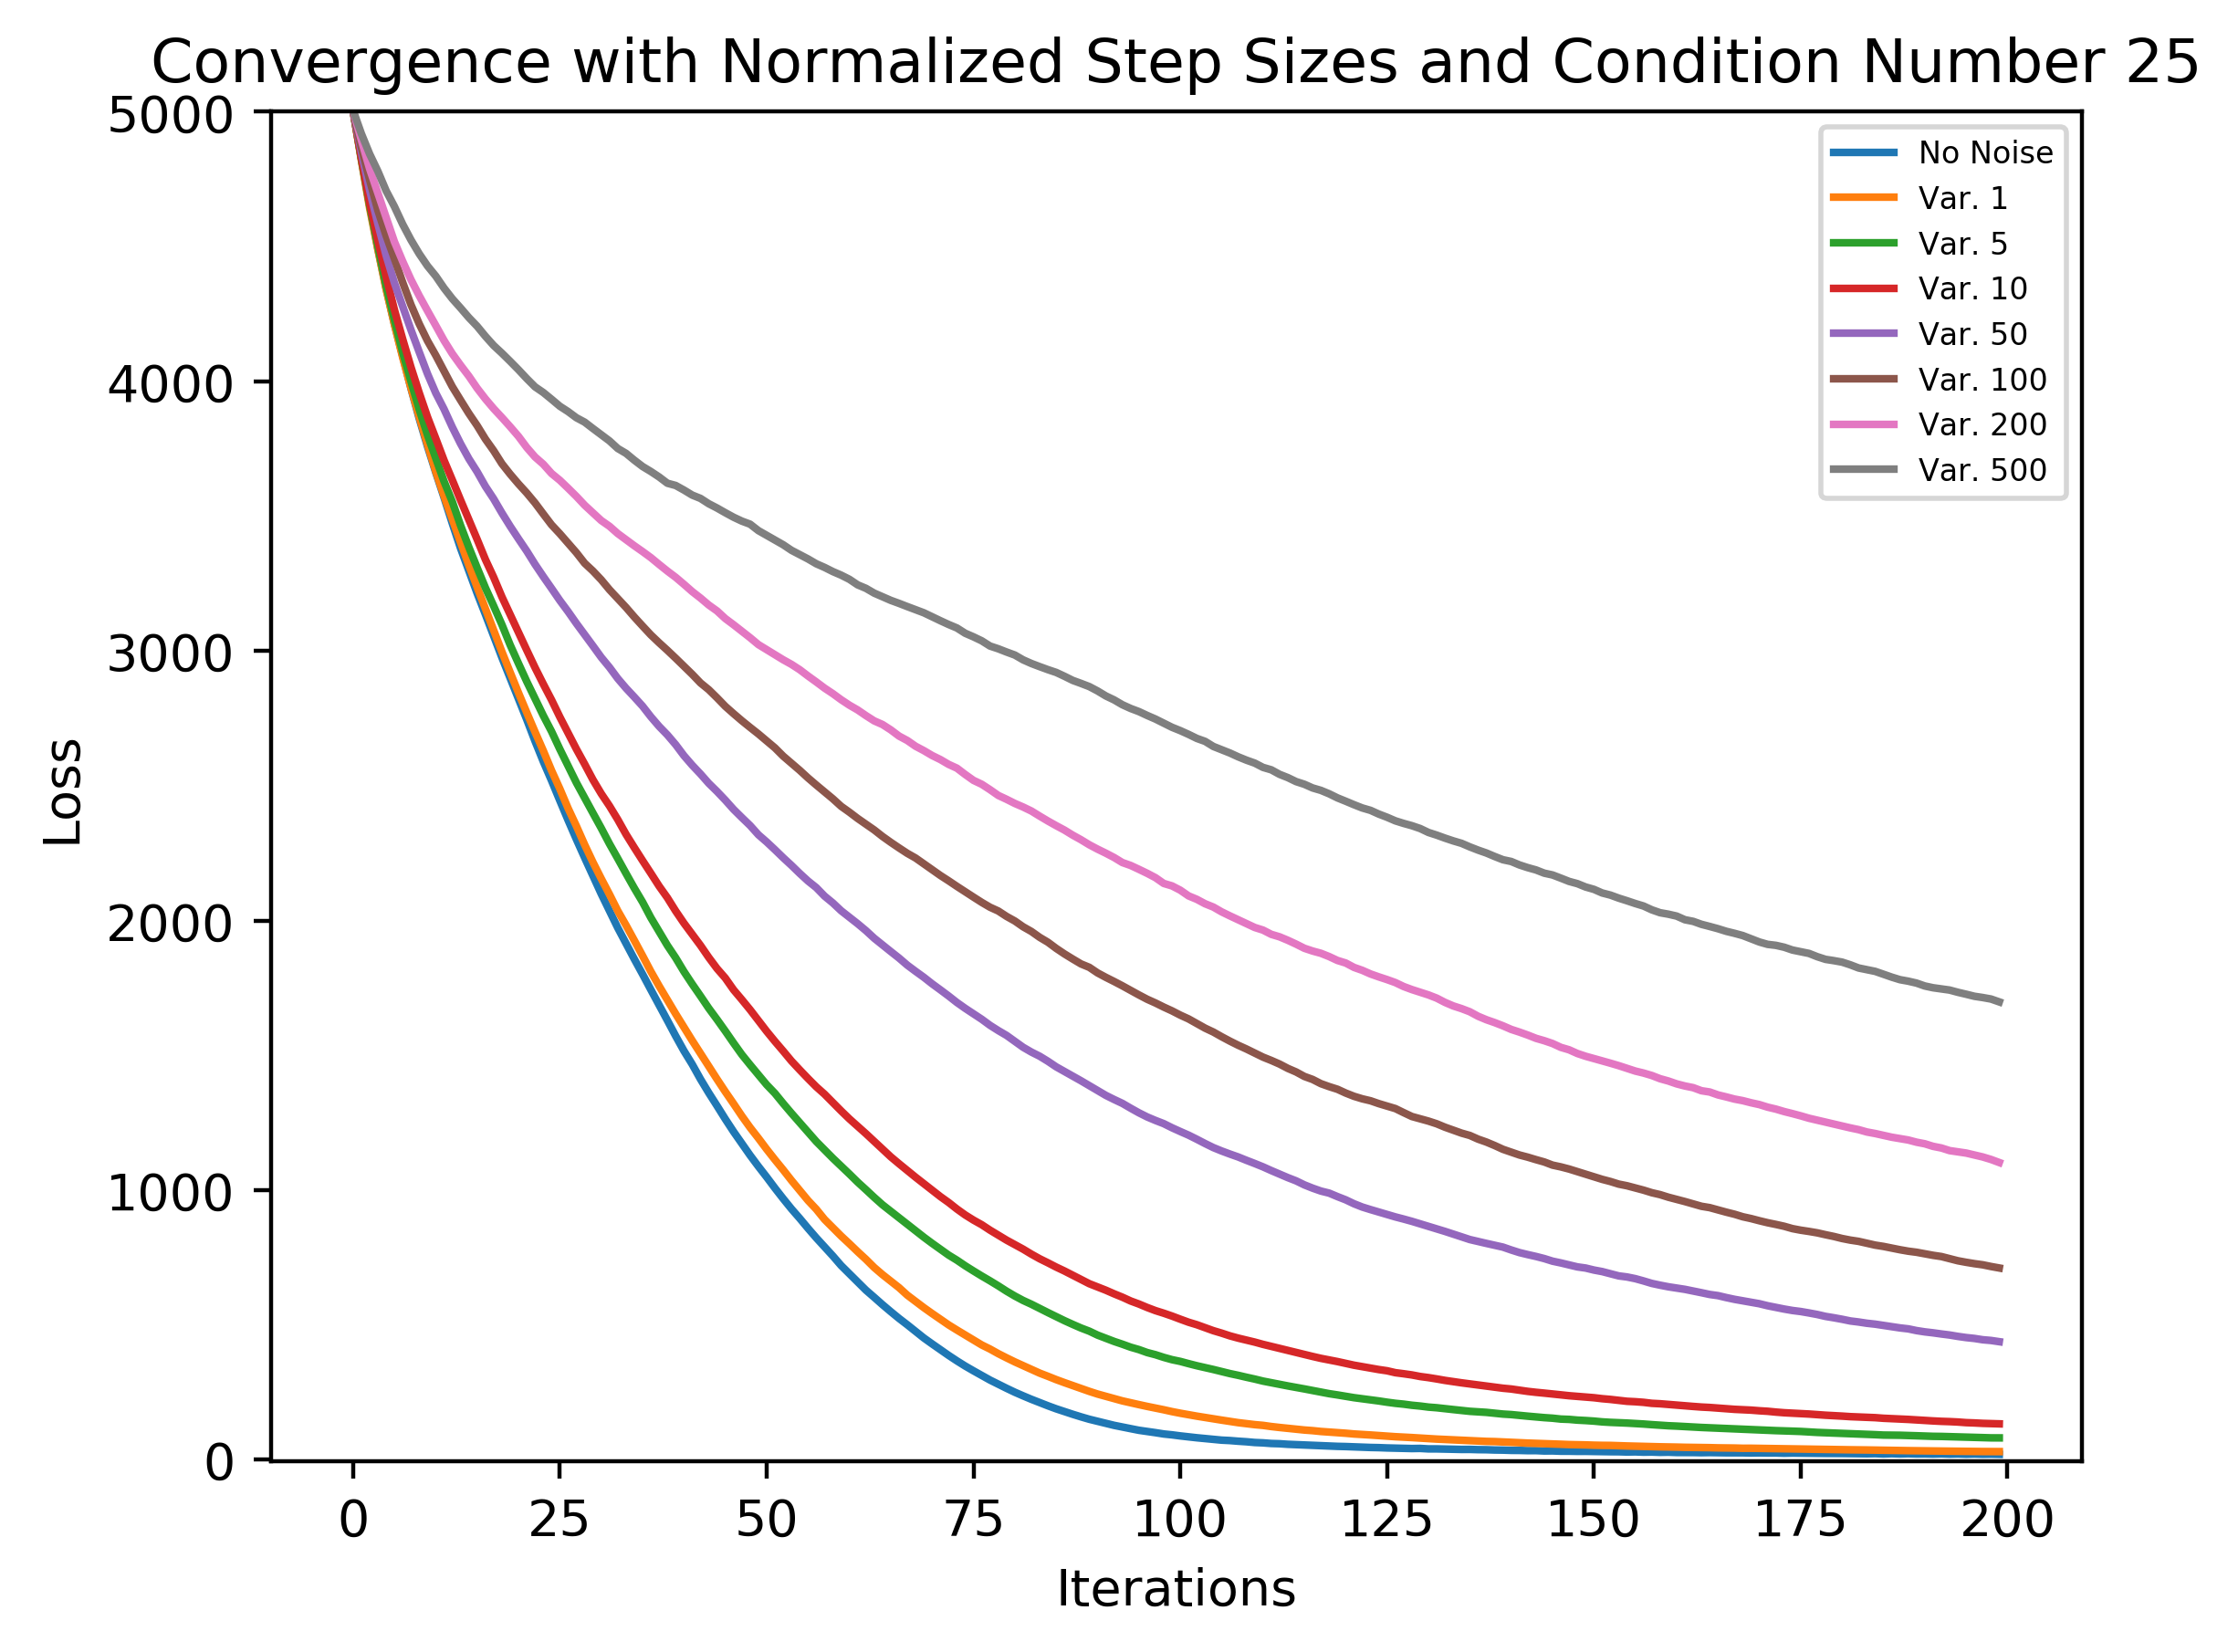 Convergence with Normalized Step Sizes and Condition Number 25
5000
4000
3000
2000
1000
0
Loss
No Noise
Var. 1
Var. 5
Var. 10
Var. 50
Var. 100
Var. 200
Var. 500
0 25 50 75 100 125 150 175 200
Iterations